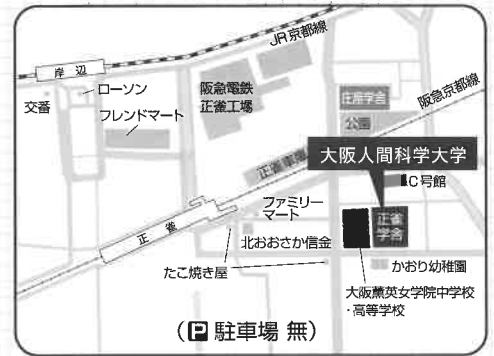 JR京都線
岸辺
ローソン
交番
フレンドマート
阪急電鉄
正雀工場
庄屋学舎
公園
阪急京都線
正雀車庫
大阪人間科学大学
C号館
ファミリー
マート
正雀
学舎
正雀
北おおさか信金
たこ焼き屋
かおり幼稚園
大阪薫英女学院中学校
・高等学校
(P 駐車場 無)